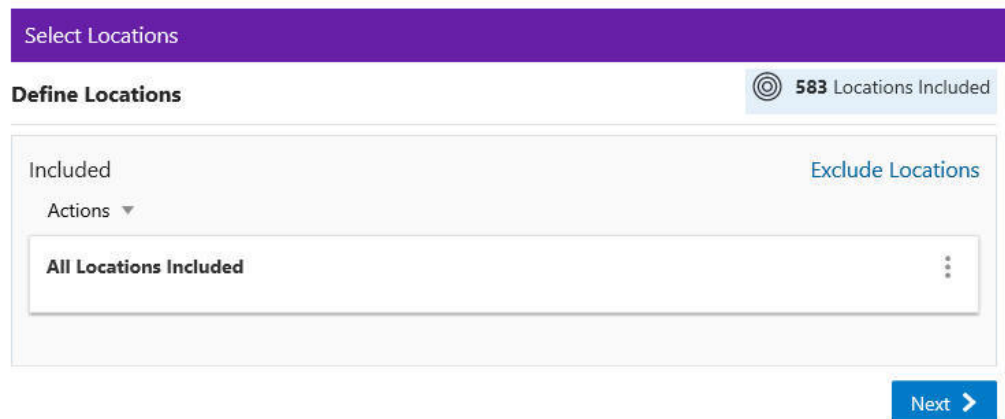 Select Locations
Define Locations
583 Locations Included
Included
Exclude Locations
Actions
All Locations Included
Next